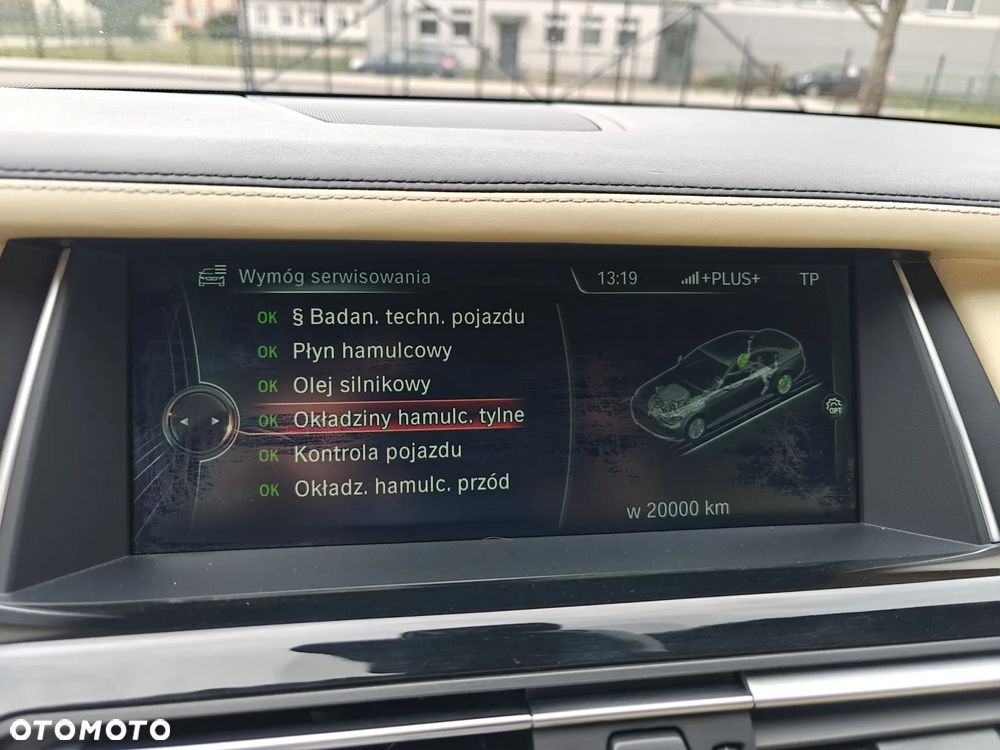 Wymóg serwisowania
13:19
+PLUS+
TP
OK § Badan. techn. pojazdu
OK Płyn hamulcowy
OK Olej silnikowy
OK Okładziny hamulc. tylne
OK Kontrola pojazdu
OK Okładz. hamulc. przód
OPT
w 20000 km
OTOMOTO